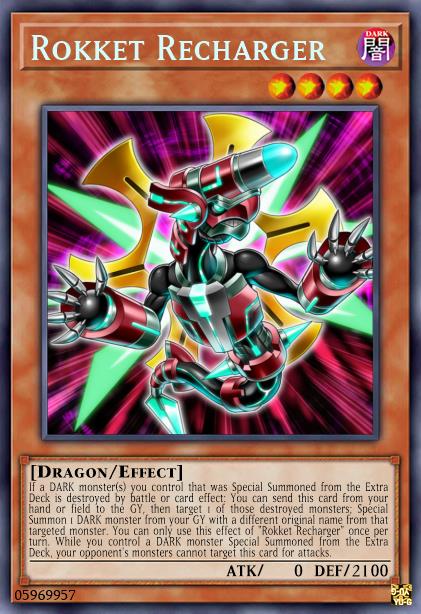 Rokket Recharger
DARK
闇
[Dragon/Effect]
If a DARK monster(s) you control that was Special Summoned from the Extra
Deck is destroyed by battle or card effect: You can send this card from your
hand or field to the GY, then target 1 of those destroyed monsters; Special
Summon 1 DARK monster from your GY with a different original name from that
targeted monster. You can only use this effect of "Rokket Recharger" once per
turn. While you control a DARK monster Special Summoned from the Extra
Deck, your opponent's monsters cannot target this card for attacks.
ATK/ 0 DEF/2100
05969957